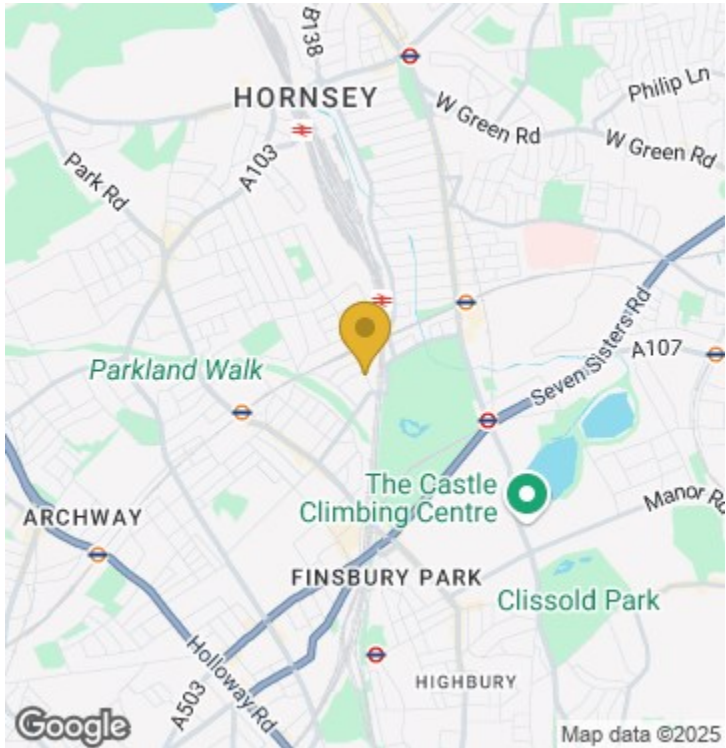 B138
HORNSEY
Philip Ln
W Green Rd
W Green Rd
A103
Park Rd
Seven Sisters Rd
A107
Parkland Walk
The Castle
Climbing Centre
Manor Rd
ARCHWAY
FINSBURY PARK
Clissold Park
Holloway Rd
A503
HIGHBURY
Google
Map data ©2025